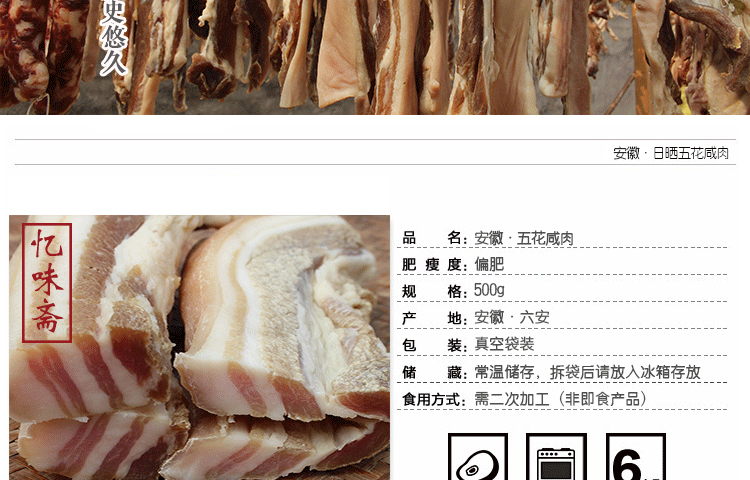 史悠久
安徽·日晒五花咸肉
忆味斋
品 名：安徽·五花咸肉
肥 瘦 度：偏肥
规 格：500g
产 地：安徽·六安
包 装：真空袋装
储 藏：常温储存，拆袋后请放入冰箱存放
食用方式：需二次加工（非即食产品）
6